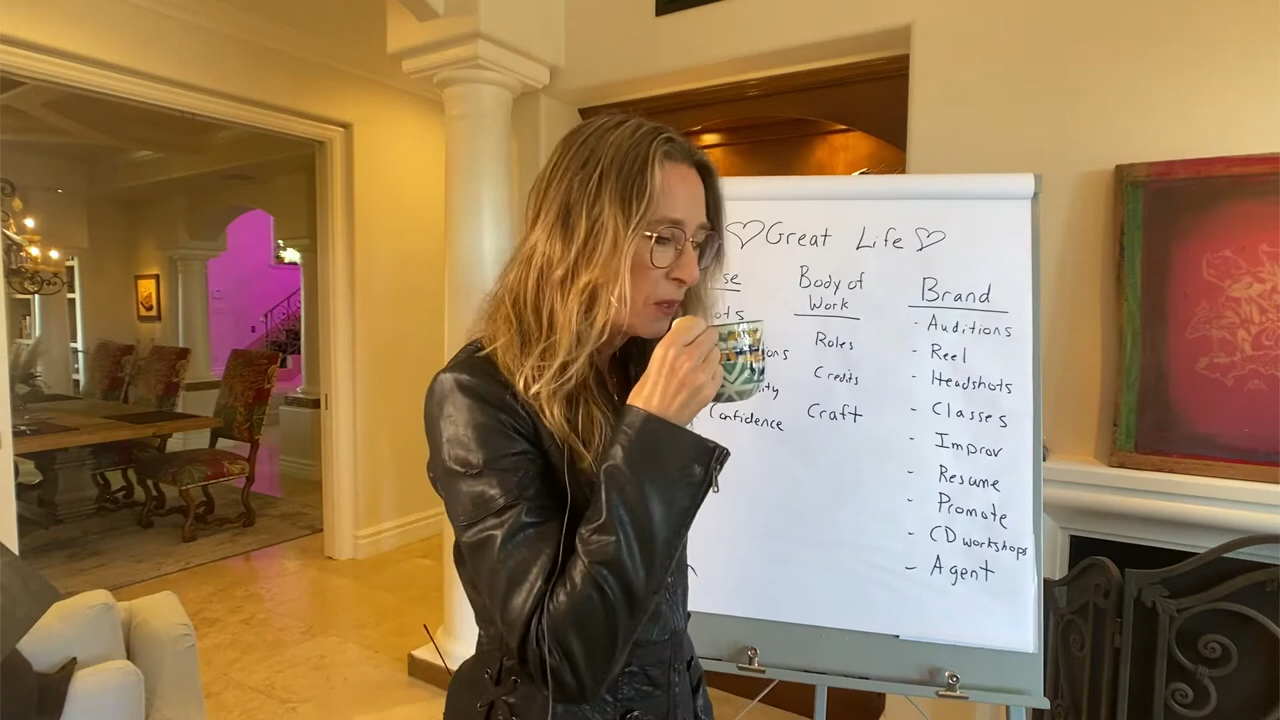 Great Life
Body of
Work
Roles
Credits
Craft
Confidence
Brand
- Auditions
- Reel
- Headshots
- Classes
- Improv
- Resume
- Promote
- CD workshops
- Agent